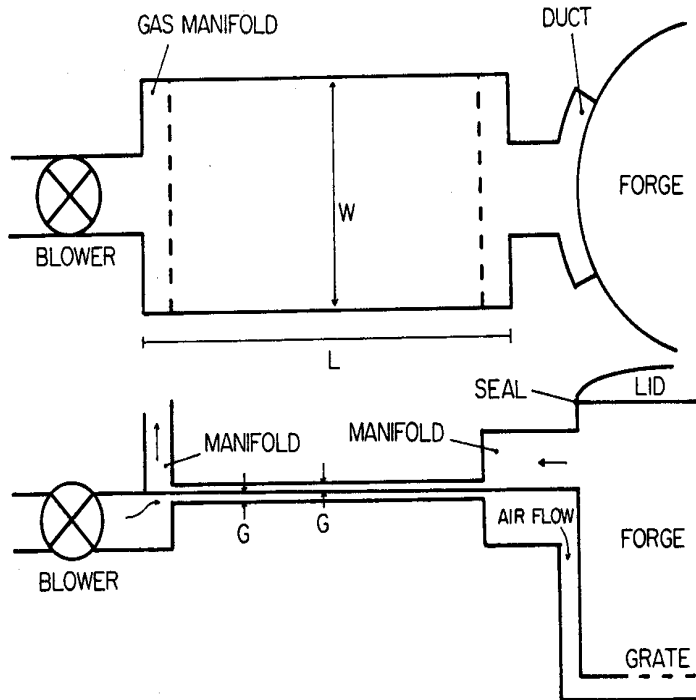 GAS MANIFOLD
DUCT
W
FORGE
BLOWER
L
SEAL
LID
MANIFOLD
MANIFOLD
G
G
AIR FLOW
FORGE
BLOWER
GRATE